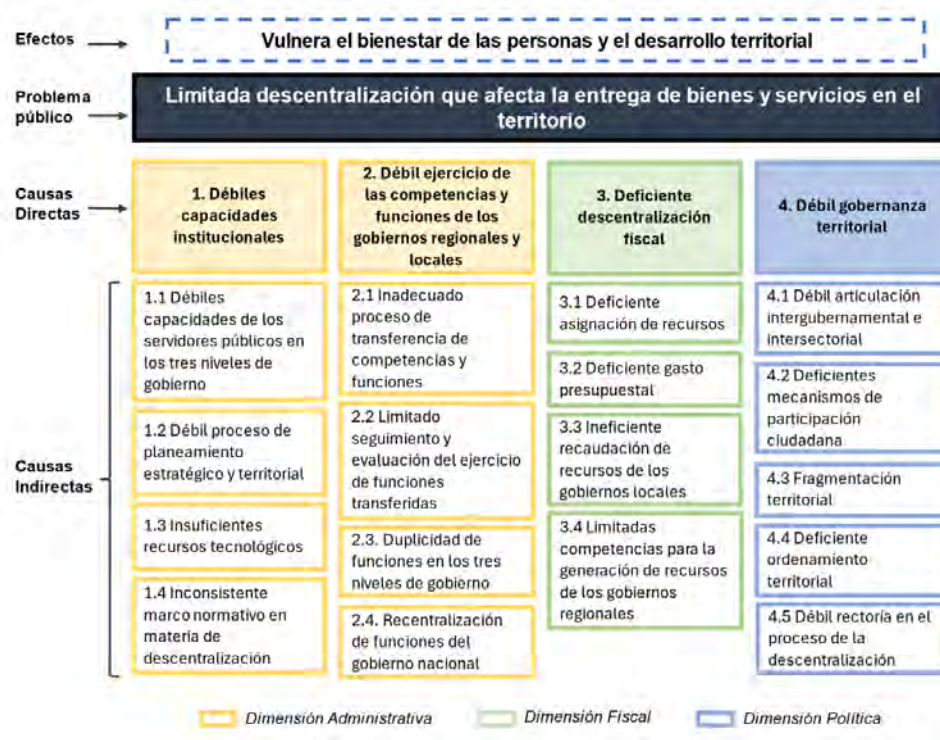 Efectos
Vulnera el bienestar de las personas y el desarrollo territorial
Problema
público
Limitada descentralización que afecta la entrega de bienes y servicios en el
territorio
Causas
Directas
1. Débiles
capacidades
institucionales
2. Débil ejercicio de
las competencias y
funciones de los
gobiernos regionales y
locales
3. Deficiente
descentralización
fiscal
4. Débil gobernanza
territorial
Causas
Indirectas
1.1 Débiles
capacidades de los
servidores públicos en
los tres niveles de
gobierno
1.2 Débil proceso de
planeamiento
estratégico y territorial
1.3 Insuficientes
recursos tecnológicos
1.4 Inconsistente
marco normativo en
materia de
descentralización
2.1 Inadecuado
proceso de
transferencia de
competencias y
funciones
2.2 Limitado
seguimiento y
evaluación del ejercicio
de funciones
transferidas
2.3. Duplicidad de
funciones en los tres
niveles de gobierno
2.4. Recentralización
de funciones del
gobierno nacional
3.1 Deficiente
asignación de recursos
3.2 Deficiente gasto
presupuestal
3.3 Ineficiente
recaudación de
recursos de los
gobiernos locales
3.4 Limitadas
competencias para la
generación de recursos
de los gobiernos
regionales
4.1 Débil articulación
intergubernamental e
intersectorial
4.2 Deficientes
mecanismos de
participación
ciudadana
4.3 Fragmentación
territorial
4.4 Deficiente
ordenamiento
territorial
4.5 Débil rectoría en el
proceso de la
descentralización
Dimensión Administrativa
Dimensión Fiscal
Dimensión Política